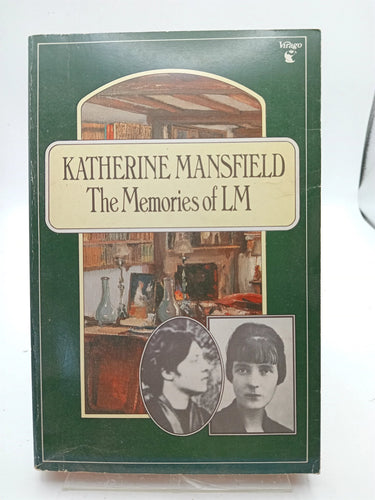 Virago
KATHERINE MANSFIELD
The Memories of LM